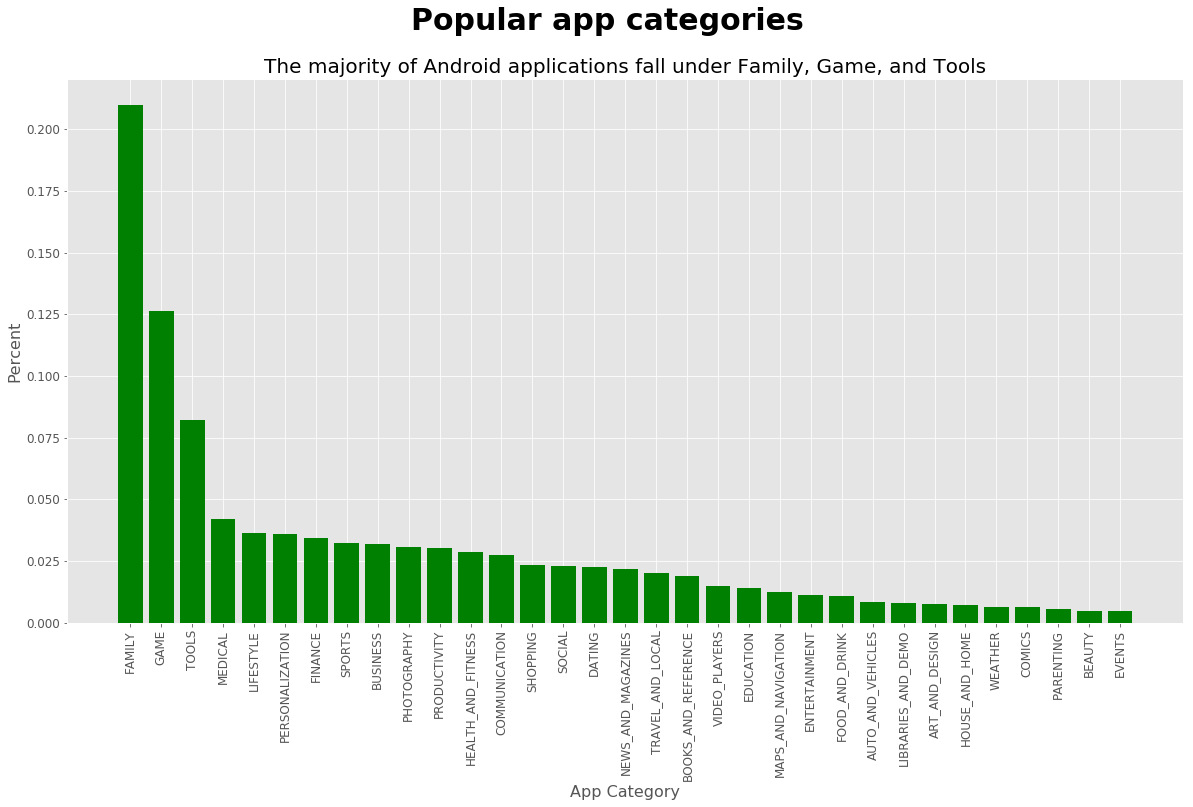 Popular app categories
The majority of Android applications fall under Family, Game, and Tools
Percent
0.200
0.175
0.150
0.125
0.100
0.075
0.050
0.025
0.000
FAMILY
GAME
TOOLS
MEDICAL
LIFESTYLE
PERSONALIZATION
FINANCE
SPORTS
BUSINESS
PHOTOGRAPHY
PRODUCTIVITY
HEALTH_AND_FITNESS
COMMUNICATION
SHOPPING
SOCIAL
DATING
NEWS_AND_MAGAZINES
TRAVEL_AND_LOCAL
BOOKS_AND_REFERENCE
VIDEO_PLAYERS
EDUCATION
MAPS_AND_NAVIGATION
ENTERTAINMENT
FOOD_AND_DRINK
AUTO_AND_VEHICLES
LIBRARIES_AND_DEMO
ART_AND_DESIGN
HOUSE_AND_HOME
WEATHER
COMICS
PARENTING
BEAUTY
EVENTS
App Category